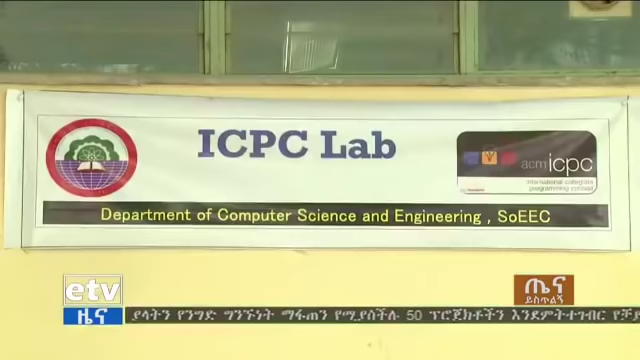 ICPC Lab
acm icpc
international collegiate
programming contest
Department of Computer Science and Engineering , SoEEC
etv
ዜና
ጤና
ይስጥልኝ
ያላትን የንግድ ግንኙነት ማፋጠን የሚያስችሉ 50 ፕሮጀክቶችን እንደምትተገብር የቻይ